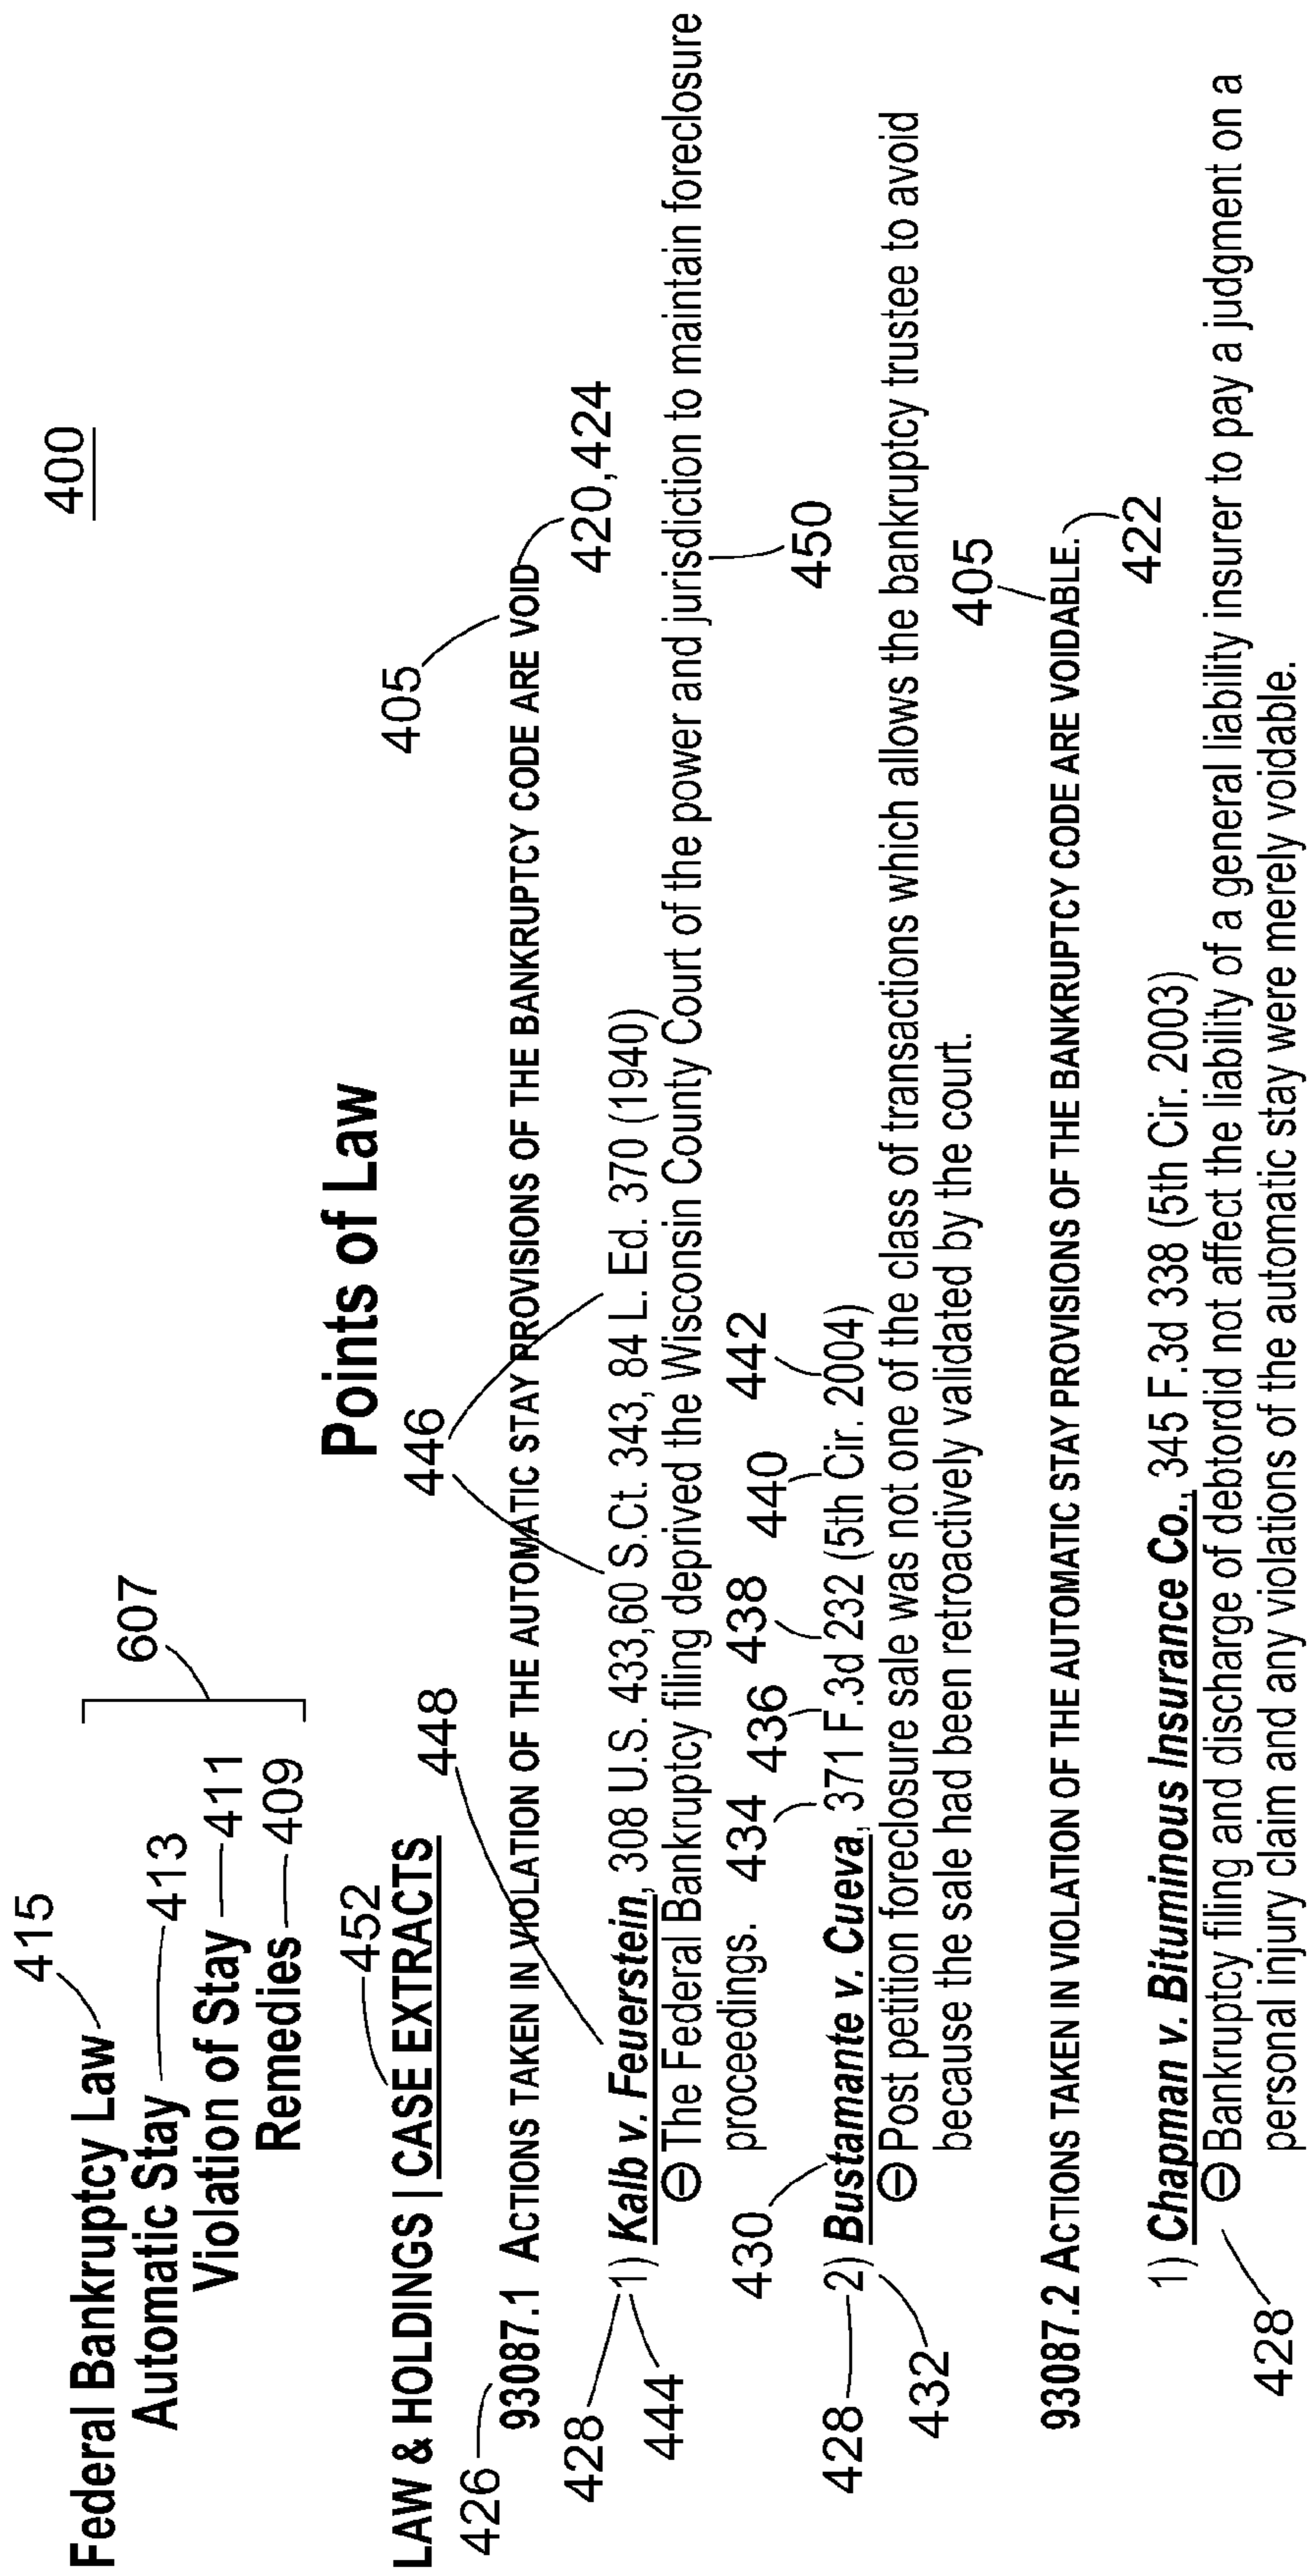 400
415
Federal Bankruptcy Law
413
Automatic Stay
607
Violation of Stay 411
Remedies 409
Points of Law
452
LAW & HOLDINGS | CASE EXTRACTS
448
446
405
426
93087.1 ACTIONS TAKEN IN VIOLATION OF THE AUTOMATIC STAY PROVISIONS OF THE BANKRUPTCY CODE ARE VOID
420,424
428
1) Kalb v. Feuerstein, 308 U.S. 433,60 S.Ct. 343, 84 L. Ed. 370 (1940)
444
⊖ The Federal Bankruptcy filing deprived the Wisconsin County Court of the power and jurisdiction to maintain foreclosure
proceedings.
450
430
434
436
438
440
442
428
2) Bustamante v. Cueva, 371 F.3d 232 (5th Cir. 2004)
432
⊖ Post petition foreclosure sale was not one of the class of transactions which allows the bankruptcy trustee to avoid
because the sale had been retroactively validated by the court.
405
93087.2 ACTIONS TAKEN IN VIOLATION OF THE AUTOMATIC STAY PROVISIONS OF THE BANKRUPTCY CODE ARE VOIDABLE.
422
1) Chapman v. Bituminous Insurance Co., 345 F.3d 338 (5th Cir. 2003)
428
⊖ Bankruptcy filing and discharge of debtordid not affect the liability of a general liability insurer to pay a judgment on a
personal injury claim and any violations of the automatic stay were merely voidable.